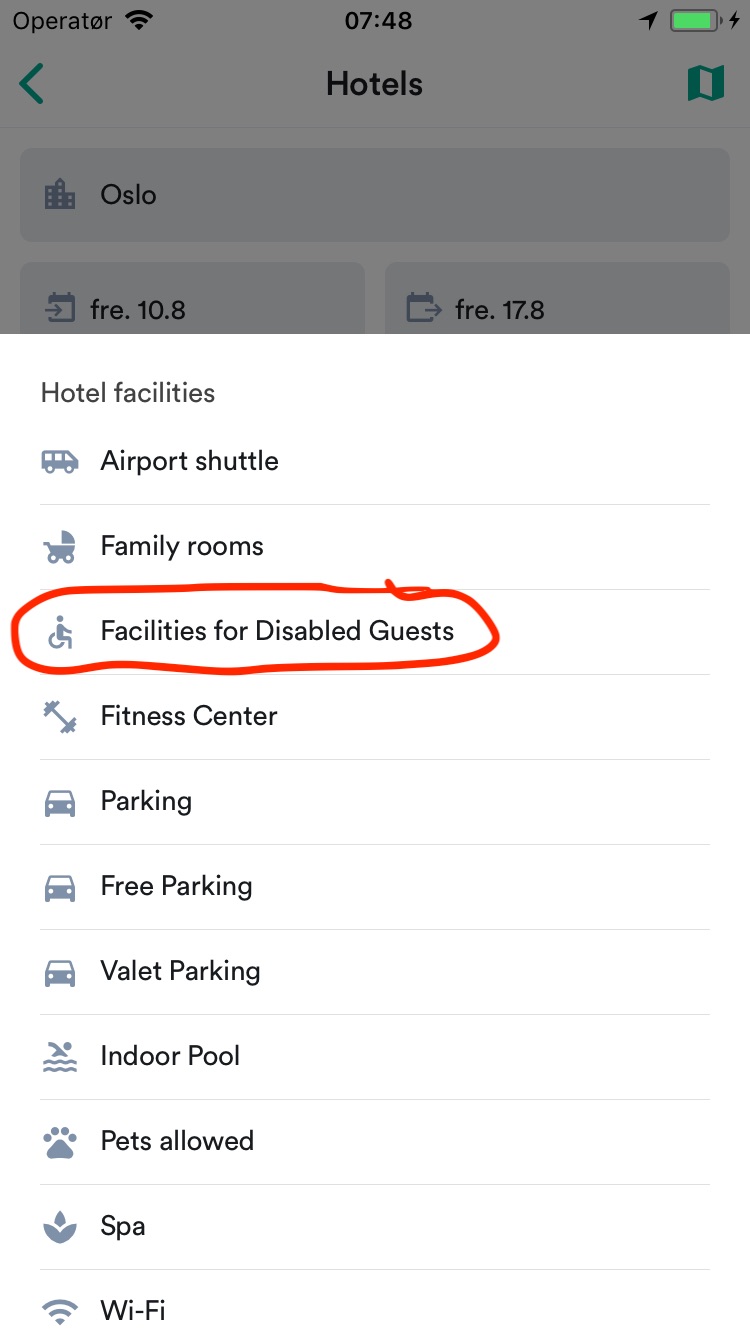 Operatør 07:48
Hotels
Oslo
fre. 10.8 fre. 17.8
Hotel facilities
Airport shuttle
Family rooms
Facilities for Disabled Guests
Fitness Center
Parking
Free Parking
Valet Parking
Indoor Pool
Pets allowed
Spa
Wi-Fi